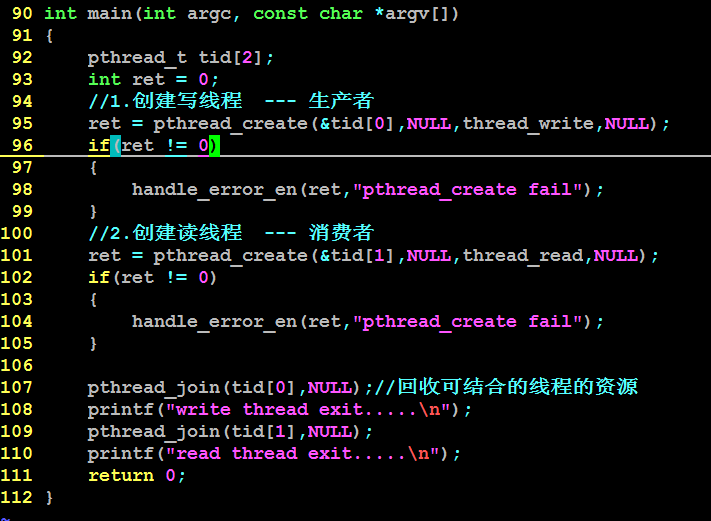 90 int main(int argc, const char *argv[])
91 {
92     pthread_t tid[2];
93     int ret = 0;
94     //1.创建写线程  --- 生产者
95     ret = pthread_create(&tid[0],NULL,thread_write,NULL);
96     if(ret != 0)
97     {
98         handle_error_en(ret,"pthread_create fail");
99     }
100     //2.创建读线程  --- 消费者
101     ret = pthread_create(&tid[1],NULL,thread_read,NULL);
102     if(ret != 0)
103     {
104         handle_error_en(ret,"pthread_create fail");
105     }
106
107     pthread_join(tid[0],NULL);//回收可结合的线程的资源
108     printf("write thread exit.....\n");
109     pthread_join(tid[1],NULL);
110     printf("read thread exit.....\n");
111     return 0;
112 }
~